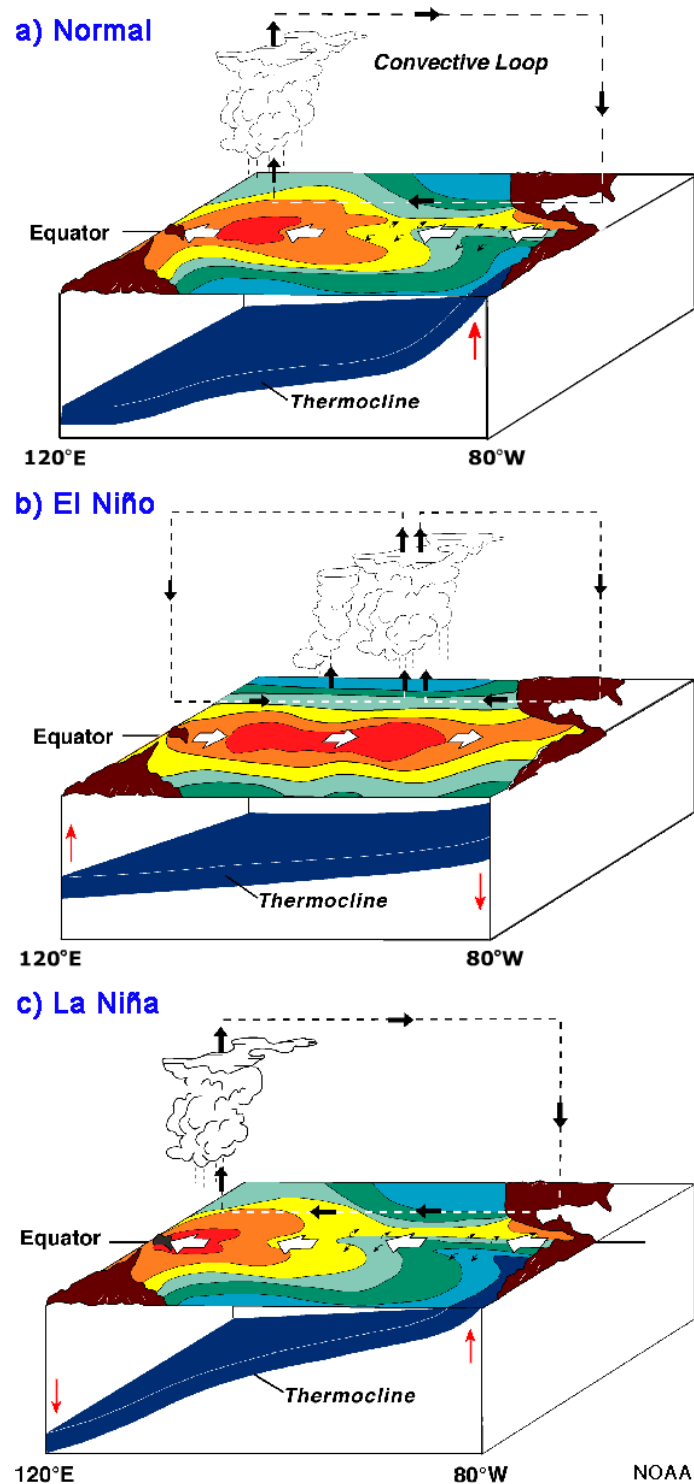 a) Normal
Convective Loop
Equator
Thermocline
120°E
80°W
b) El Niño
Equator
Thermocline
120°E
80°W
c) La Niña
Equator
Thermocline
120°E
80°W
NOAA